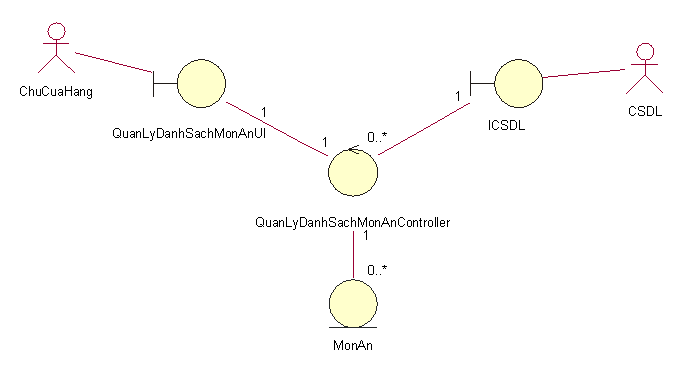 ChuCuaHang
QuanLyDanhSachMonAnUI
1
1
0..*
1
ICSDL
CSDL
QuanLyDanhSachMonAnController
1
0..*
MonAn